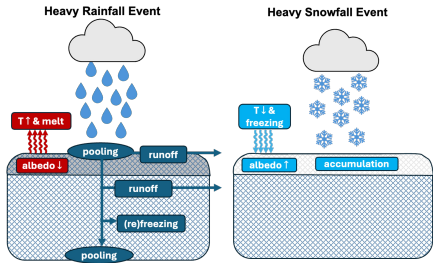 Heavy Rainfall Event
T↑ & melt
albedo↓
pooling
runoff
runoff
(re)freezing
pooling
Heavy Snowfall Event
T↓ &
freezing
albedo↑
accumulation